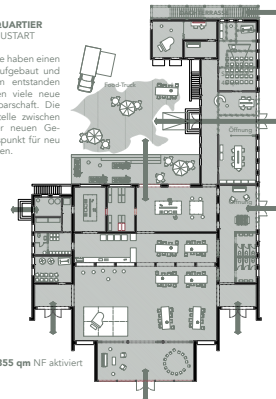 QUARTIER
USTART
e haben einen
ufgebaut und
n entstanden
en viele neue
barschaft. Die
telle zwischen
r neuen Ge-
punkt für neu
en.
Food-Truck
Öffnung
355 qm NF aktiviert